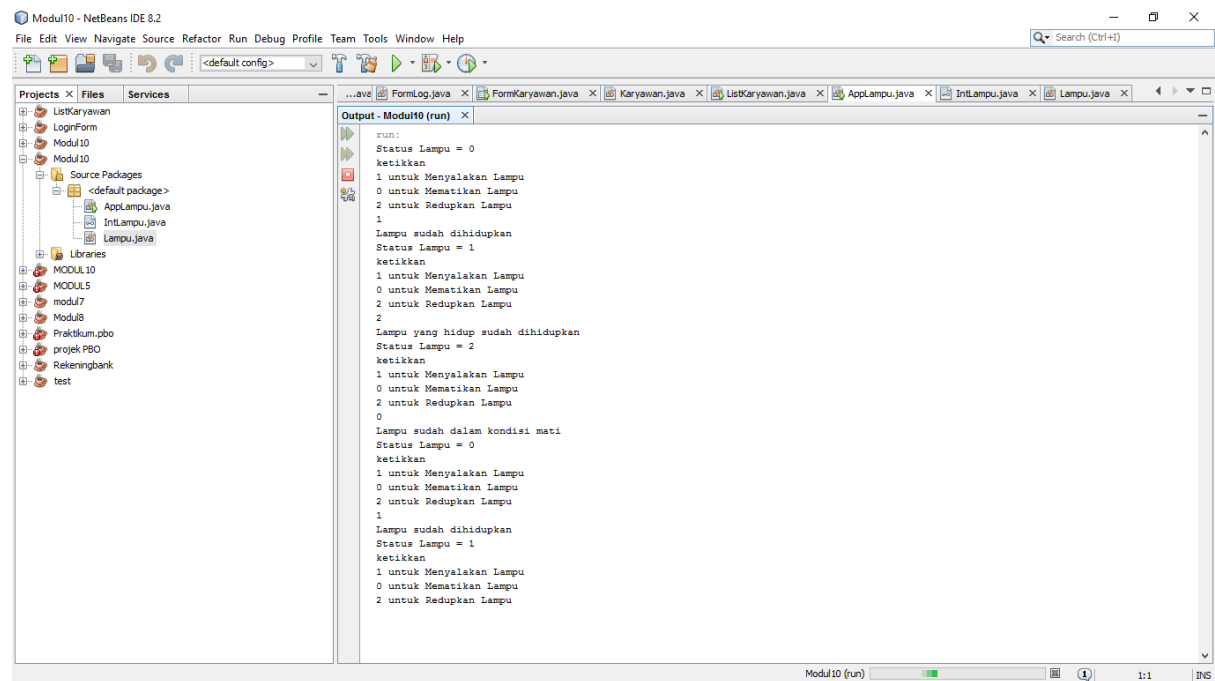 Modul10 - NetBeans IDE 8.2
File Edit View Navigate Source Refactor Run Debug Profile Team Tools Window Help
Search (Ctrl+I)
<default config>
Projects Files Services
...ava FormLog.java FormKaryawan.java Karyawan.java ListKaryawan.java AppLampu.java IntLampu.java Lampu.java
ListKaryawan
LoginForm
Modul10
Modul10
Source Packages
<default package>
AppLampu.java
IntLampu.java
Lampu.java
Libraries
MODUL10
MODUL5
modul7
Modul8
Praktikum.pbo
projek PBO
Rekeningbank
test
Output - Modul10 (run)
run:
Status Lampu = 0
ketikkan
1 untuk Menyalakan Lampu
0 untuk Mematikan Lampu
2 untuk Redupkan Lampu
1
Lampu sudah dihidupkan
Status Lampu = 1
ketikkan
1 untuk Menyalakan Lampu
0 untuk Mematikan Lampu
2 untuk Redupkan Lampu
2
Lampu yang hidup sudah dihidupkan
Status Lampu = 2
ketikkan
1 untuk Menyalakan Lampu
0 untuk Mematikan Lampu
2 untuk Redupkan Lampu
0
Lampu sudah dalam kondisi mati
Status Lampu = 0
ketikkan
1 untuk Menyalakan Lampu
0 untuk Mematikan Lampu
2 untuk Redupkan Lampu
1
Lampu sudah dihidupkan
Status Lampu = 1
ketikkan
1 untuk Menyalakan Lampu
0 untuk Mematikan Lampu
2 untuk Redupkan Lampu
Modul10 (run) 1 1:1 INS